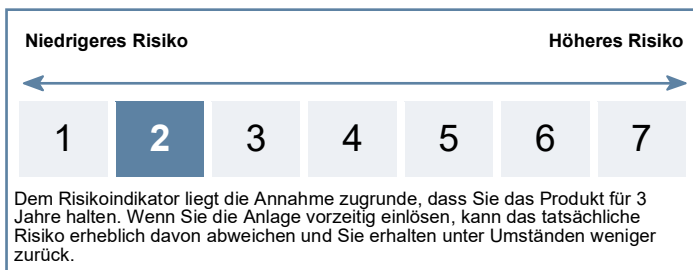 Niedrigeres Risiko Höheres Risiko
1 2 3 4 5 6 7
Dem Risikoindikator liegt die Annahme zugrunde, dass Sie das Produkt für 3
Jahre halten. Wenn Sie die Anlage vorzeitig einlösen, kann das tatsächliche
Risiko erheblich davon abweichen und Sie erhalten unter Umständen weniger
zurück.